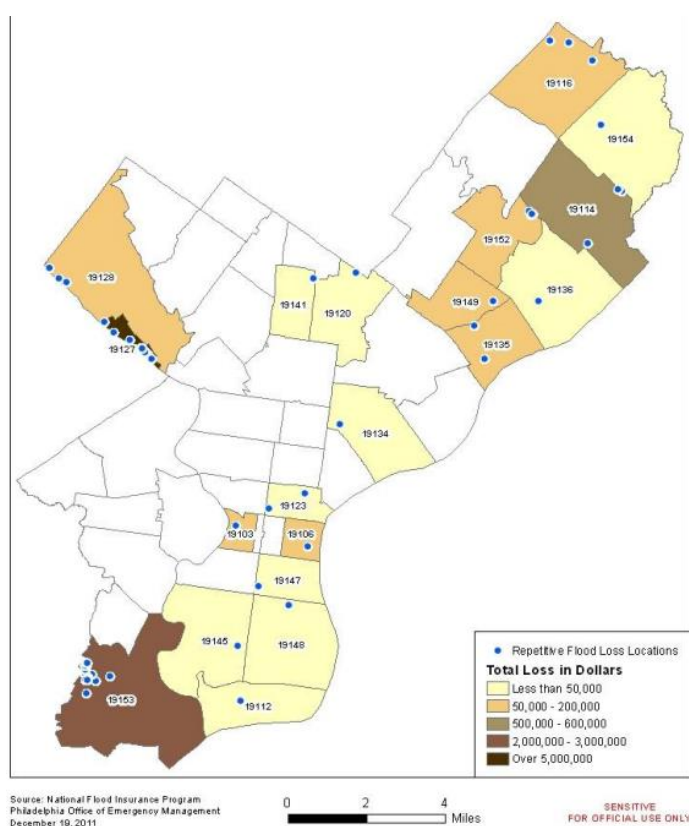 19116
19154
19114
19152
19128
19149
19136
19141
19120
19135
19127
19134
19123
19103
19106
19147
19145
19148
19153
19112
Repetitive Flood Loss Locations
Total Loss in Dollars
Less than 50,000
50,000 - 200,000
500,000 - 600,000
2,000,000 - 3,000,000
Over 5,000,000
Source: National Flood Insurance Program
Philadelphia Office of Emergency Management
December 19, 2011
0 2 4
Miles
SENSITIVE
FOR OFFICIAL USE ONLY